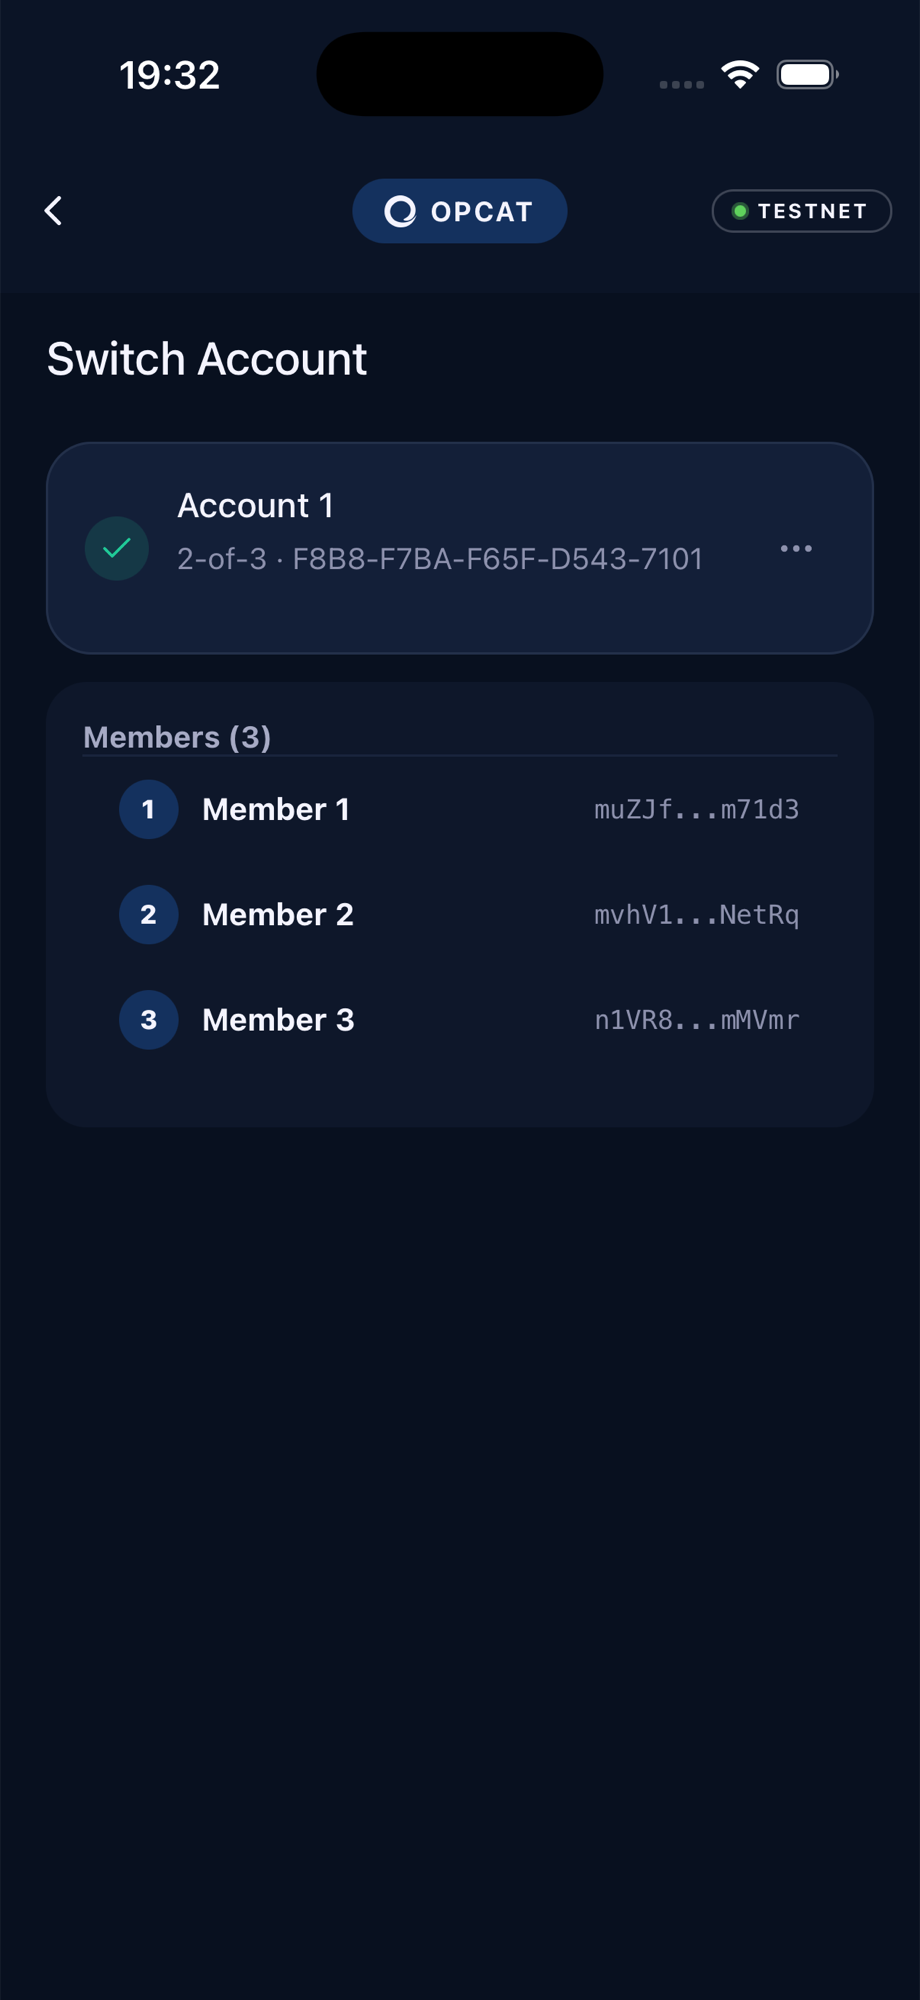 19:32
OPCAT
TESTNET
Switch Account
Account 1
2-of-3 · F8B8-F7BA-F65F-D543-7101
Members (3)
1 Member 1 muZJf...m71d3
2 Member 2 mvhV1...NetRq
3 Member 3 n1VR8...mMVmr